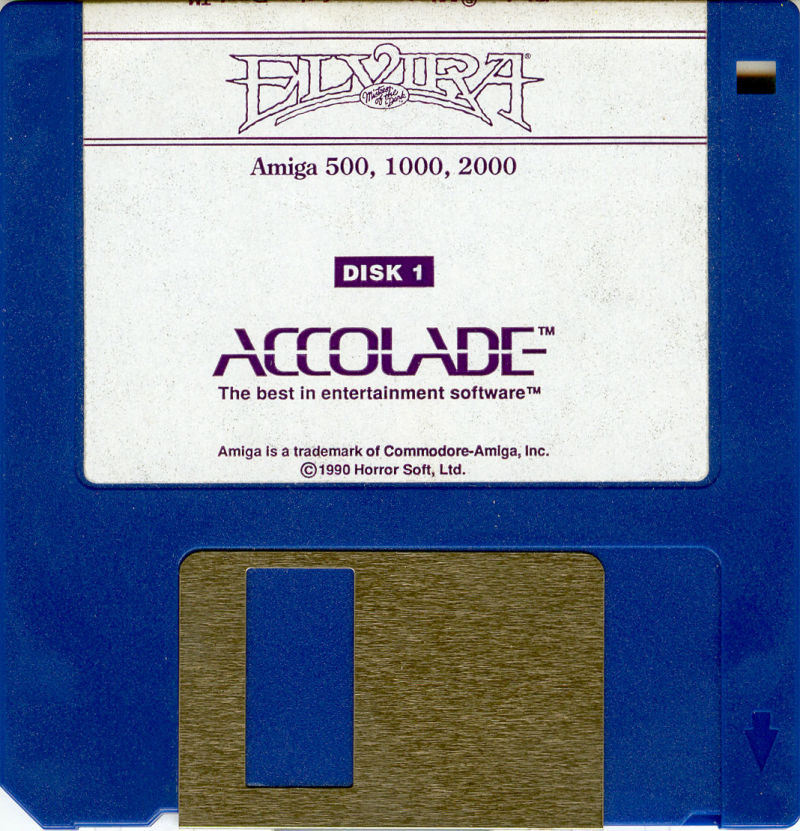 ELVIRA®
Mistress
of the
Dark
Amiga 500, 1000, 2000
DISK 1
ACCOLADE™
The best in entertainment software™
Amiga is a trademark of Commodore-Amiga, Inc.
©1990 Horror Soft, Ltd.